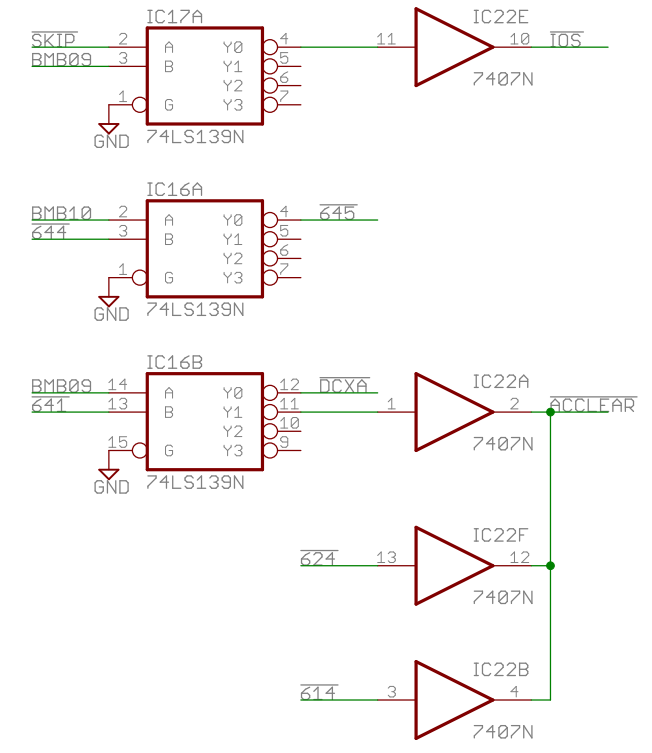 IC17A
IC22E
SKIP 2 A Y0 4 11 10 IOS
BMB09 3 B Y1 5
Y2 6
1 G Y3 7
7407N
GND 74LS139N
IC16A
BMB10 2 A Y0 4 645
644 3 B Y1 5
Y2 6
1 G Y3 7
GND 74LS139N
IC16B
IC22A
BMB09 14 A Y0 12 DCXA
641 13 B Y1 11 1 2 ACCLEAR
Y2 10
15 G Y3 9
7407N
GND 74LS139N
IC22F
624 13 12
7407N
IC22B
614 3 4
7407N